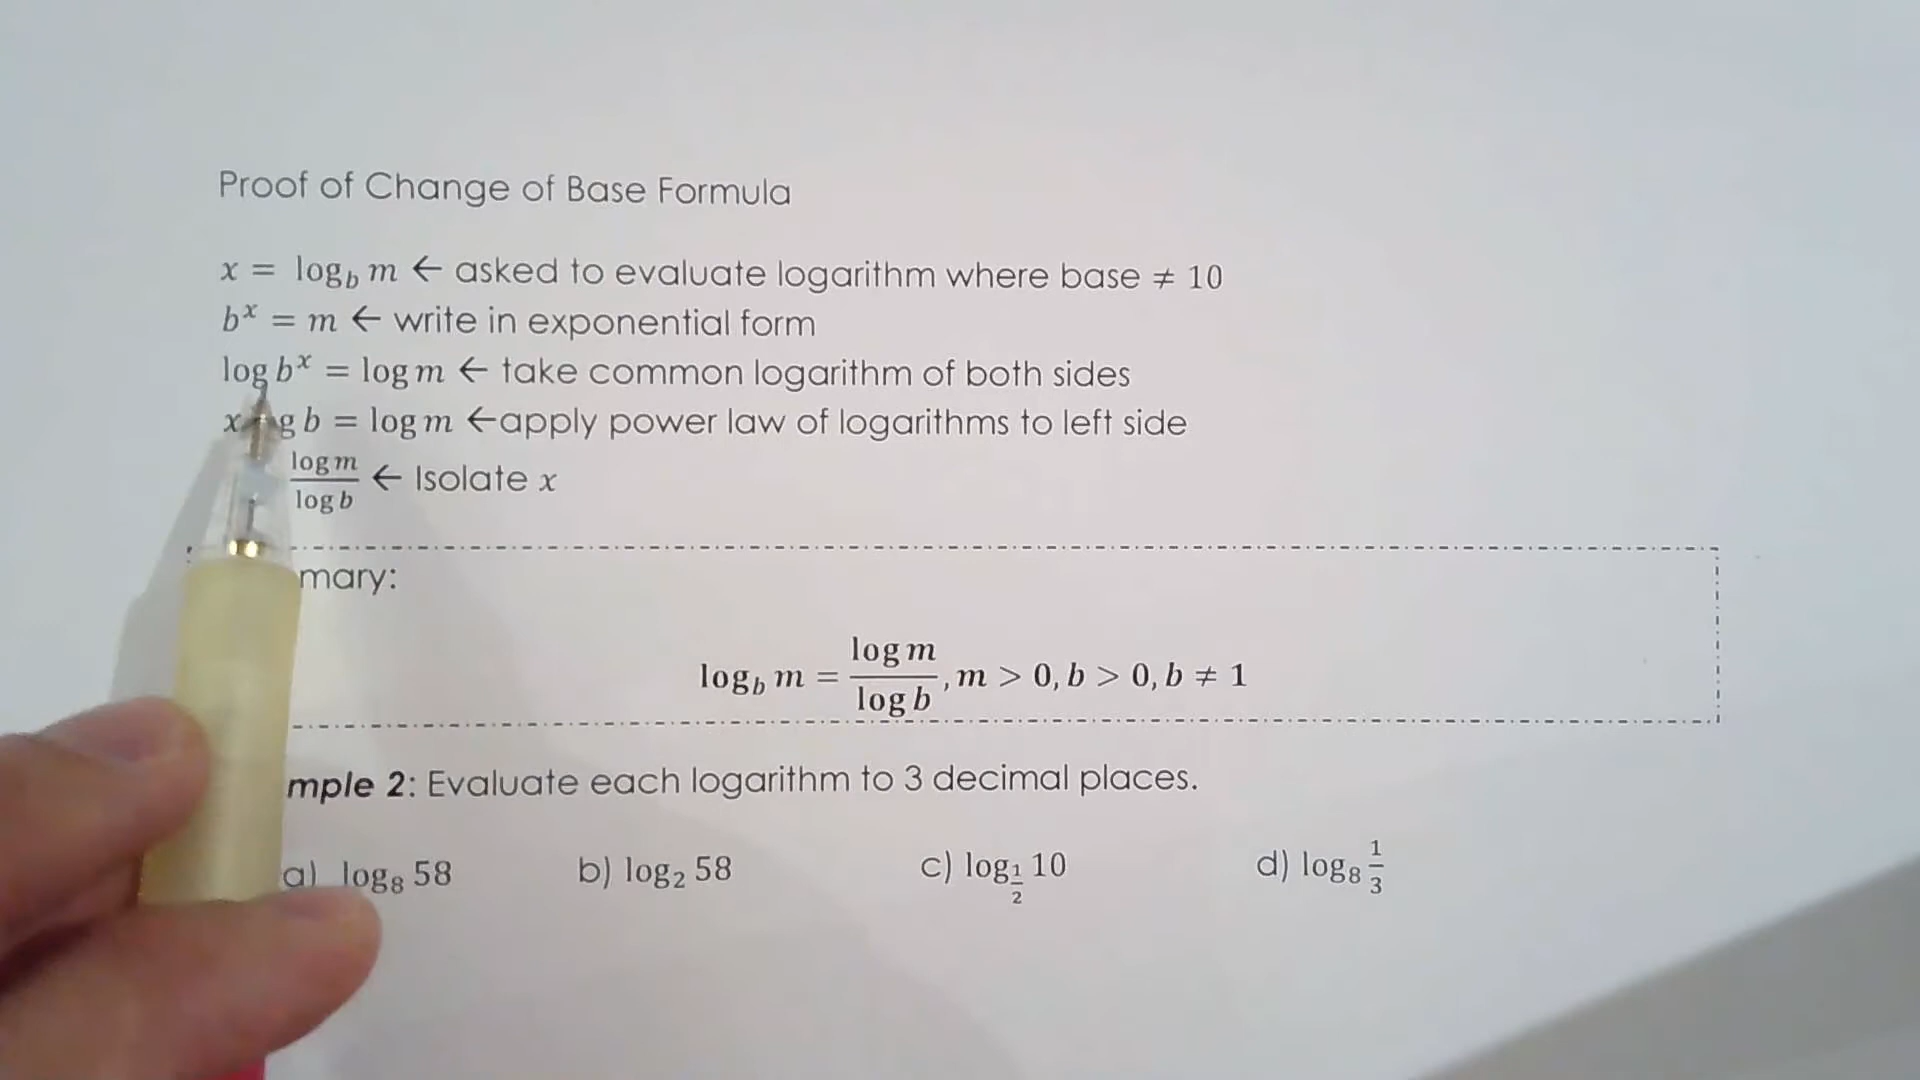 Proof of Change of Base Formula
x = log_b m ← asked to evaluate logarithm where base ≠ 10
b^x = m ← write in exponential form
log b^x = log m ← take common logarithm of both sides
x g b = log m ← apply power law of logarithms to left side
log m / log b ← Isolate x
mary:
log_b m = log m / log b, m > 0, b > 0, b ≠ 1
mple 2: Evaluate each logarithm to 3 decimal places.
a) log_8 58 b) log_2 58 c) log_{1/2} 10 d) log_8 1/3